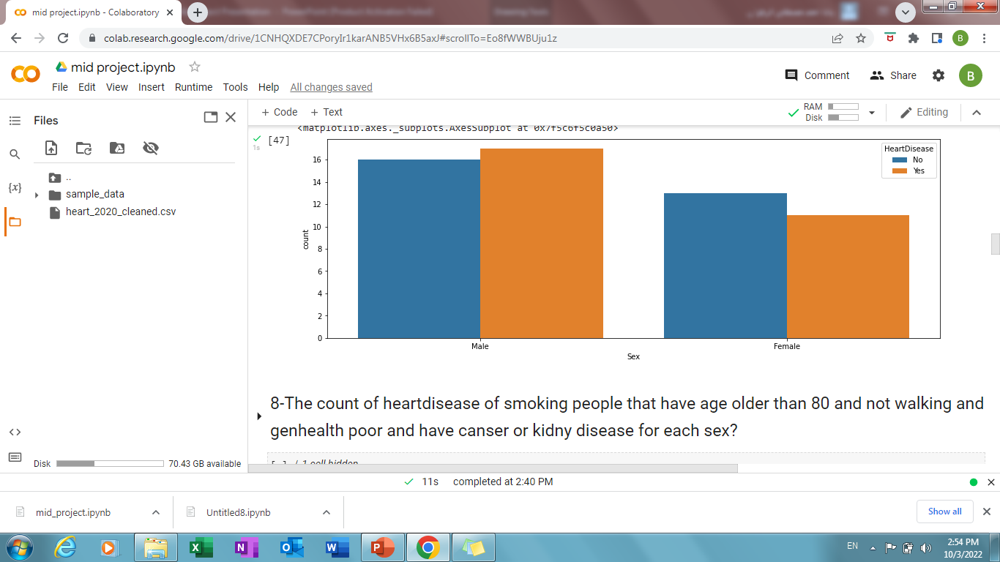 mid project.ipynb - Colaboratory
colab.research.google.com/drive/1CNHQXDE7CPoryIr1karANB5VHx6B5axJ#scrollTo=Eo8fWWBUju1z
B
mid project.ipynb
File Edit View Insert Runtime Tools Help All changes saved
Comment Share B
Files
+ Code + Text
RAM
Disk
Editing
<matplotlib.axes._subplots.AxesSubplot at 0x7f5c6f5c0a50>
[47]
1s
{x}
..
sample_data
heart_2020_cleaned.csv
HeartDisease
No
Yes
16
14
12
10
8
6
4
2
0
count
Male Female
Sex
8-The count of heartdisease of smoking people that have age older than 80 and not walking and
genhealth poor and have canser or kidny disease for each sex?
[ ] ↳ 1 cell hidden
Disk 70.43 GB available
11s completed at 2:40 PM
mid_project.ipynb Untitled8.ipynb Show all
EN 2:54 PM
10/3/2022